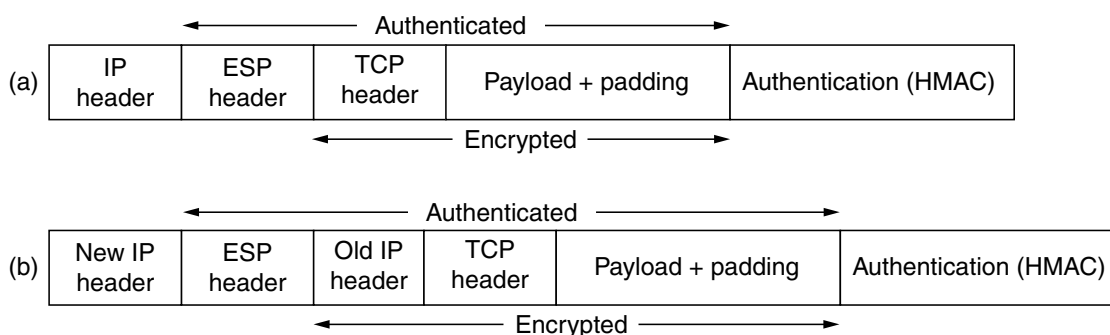 Authenticated
(a)
IP header
ESP header
TCP header
Payload + padding
Authentication (HMAC)
Encrypted
Authenticated
(b)
New IP header
ESP header
Old IP header
TCP header
Payload + padding
Authentication (HMAC)
Encrypted